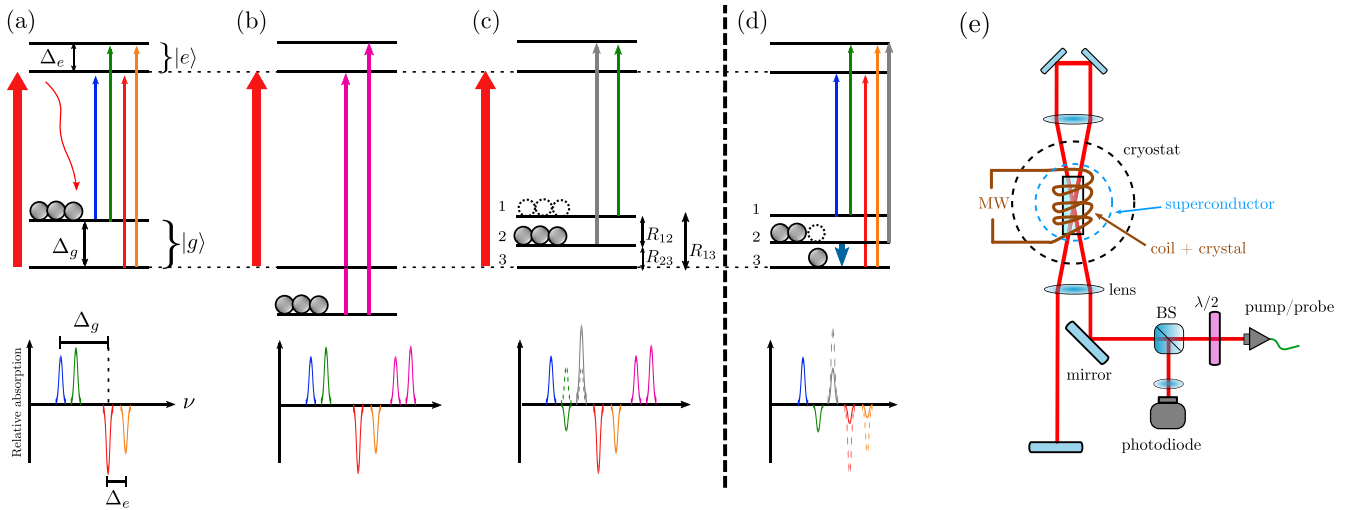 (a)
Δe
|e⟩
Δg
|g⟩
Relative absorption
Δg
ν
Δe
(b)
(c)
1
2
3
R12
R23
R13
(d)
1
2
3
(e)
cryostat
MW
superconductor
coil + crystal
lens
BS
λ/2
pump/probe
mirror
photodiode